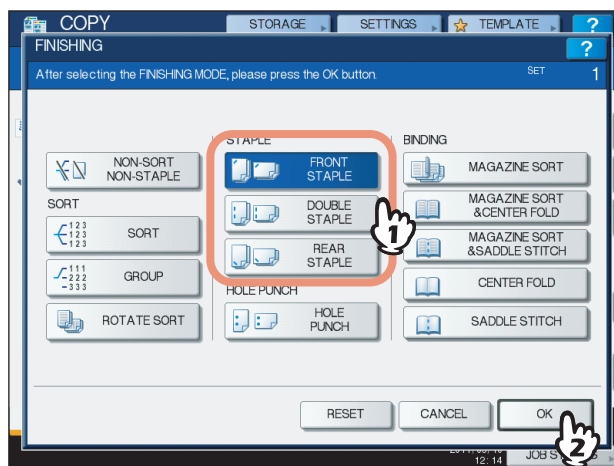 COPY
STORAGE
SETTINGS
TEMPLATE
?
FINISHING
?
After selecting the FINISHING MODE, please press the OK button.
SET 1
NON-SORT
NON-STAPLE
SORT
123
123
123
SORT
111
-222
-333
GROUP
ROTATE SORT
STAPLE
FRONT
STAPLE
DOUBLE
STAPLE
REAR
STAPLE
1
HOLE PUNCH
HOLE
PUNCH
BINDING
MAGAZINE SORT
MAGAZINE SORT
&CENTER FOLD
MAGAZINE SORT
&SADDLE STITCH
CENTER FOLD
SADDLE STITCH
RESET
CANCEL
OK
2
12:14
JOB S